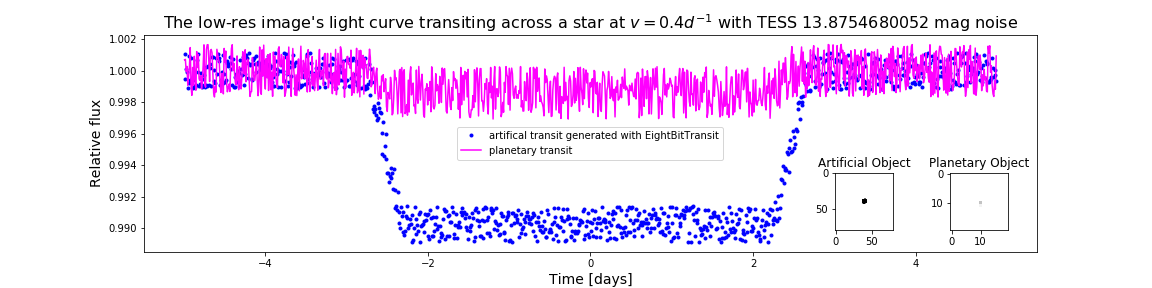 The low-res image's light curve transiting across a star at v = 0.4d⁻¹ with TESS 13.8754680052 mag noise
1.002
1.000
0.998
0.996
0.994
0.992
0.990
Relative flux
artifical transit generated with EightBitTransit
planetary transit
Artificial Object
0
50
0 50
Planetary Object
0
10
0 10
−4 −2 0 2 4
Time [days]